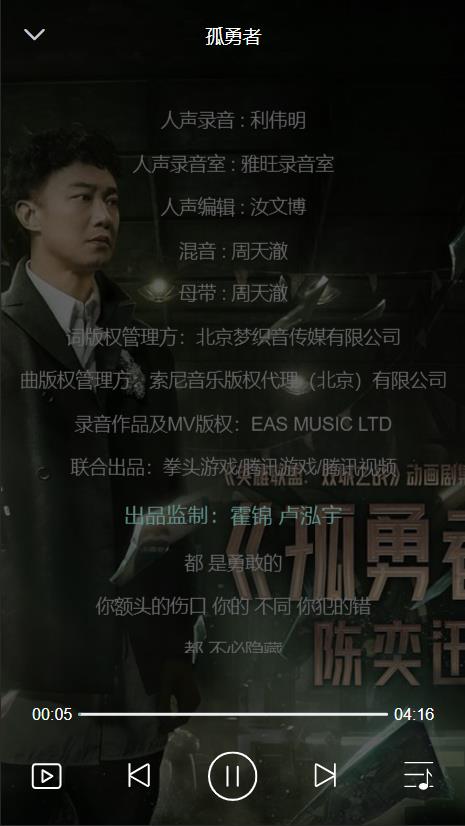 孤勇者
人声录音 : 利伟明
人声录音室 : 雅旺录音室
人声编辑 : 汝文博
混音 : 周天澈
母带 : 周天澈
词版权管理方：北京梦织音传媒有限公司
曲版权管理方：索尼音乐版权代理（北京）有限公司
录音作品及MV版权：EAS MUSIC LTD
联合出品：拳头游戏/腾讯游戏/腾讯视频
动画剧集
出品监制：霍锦 卢泓宇
《孤勇者
都 是勇敢的
你额头的伤口 你的 不同 你犯的错
都 不必隐藏
陈奕迅
00:05
04:16